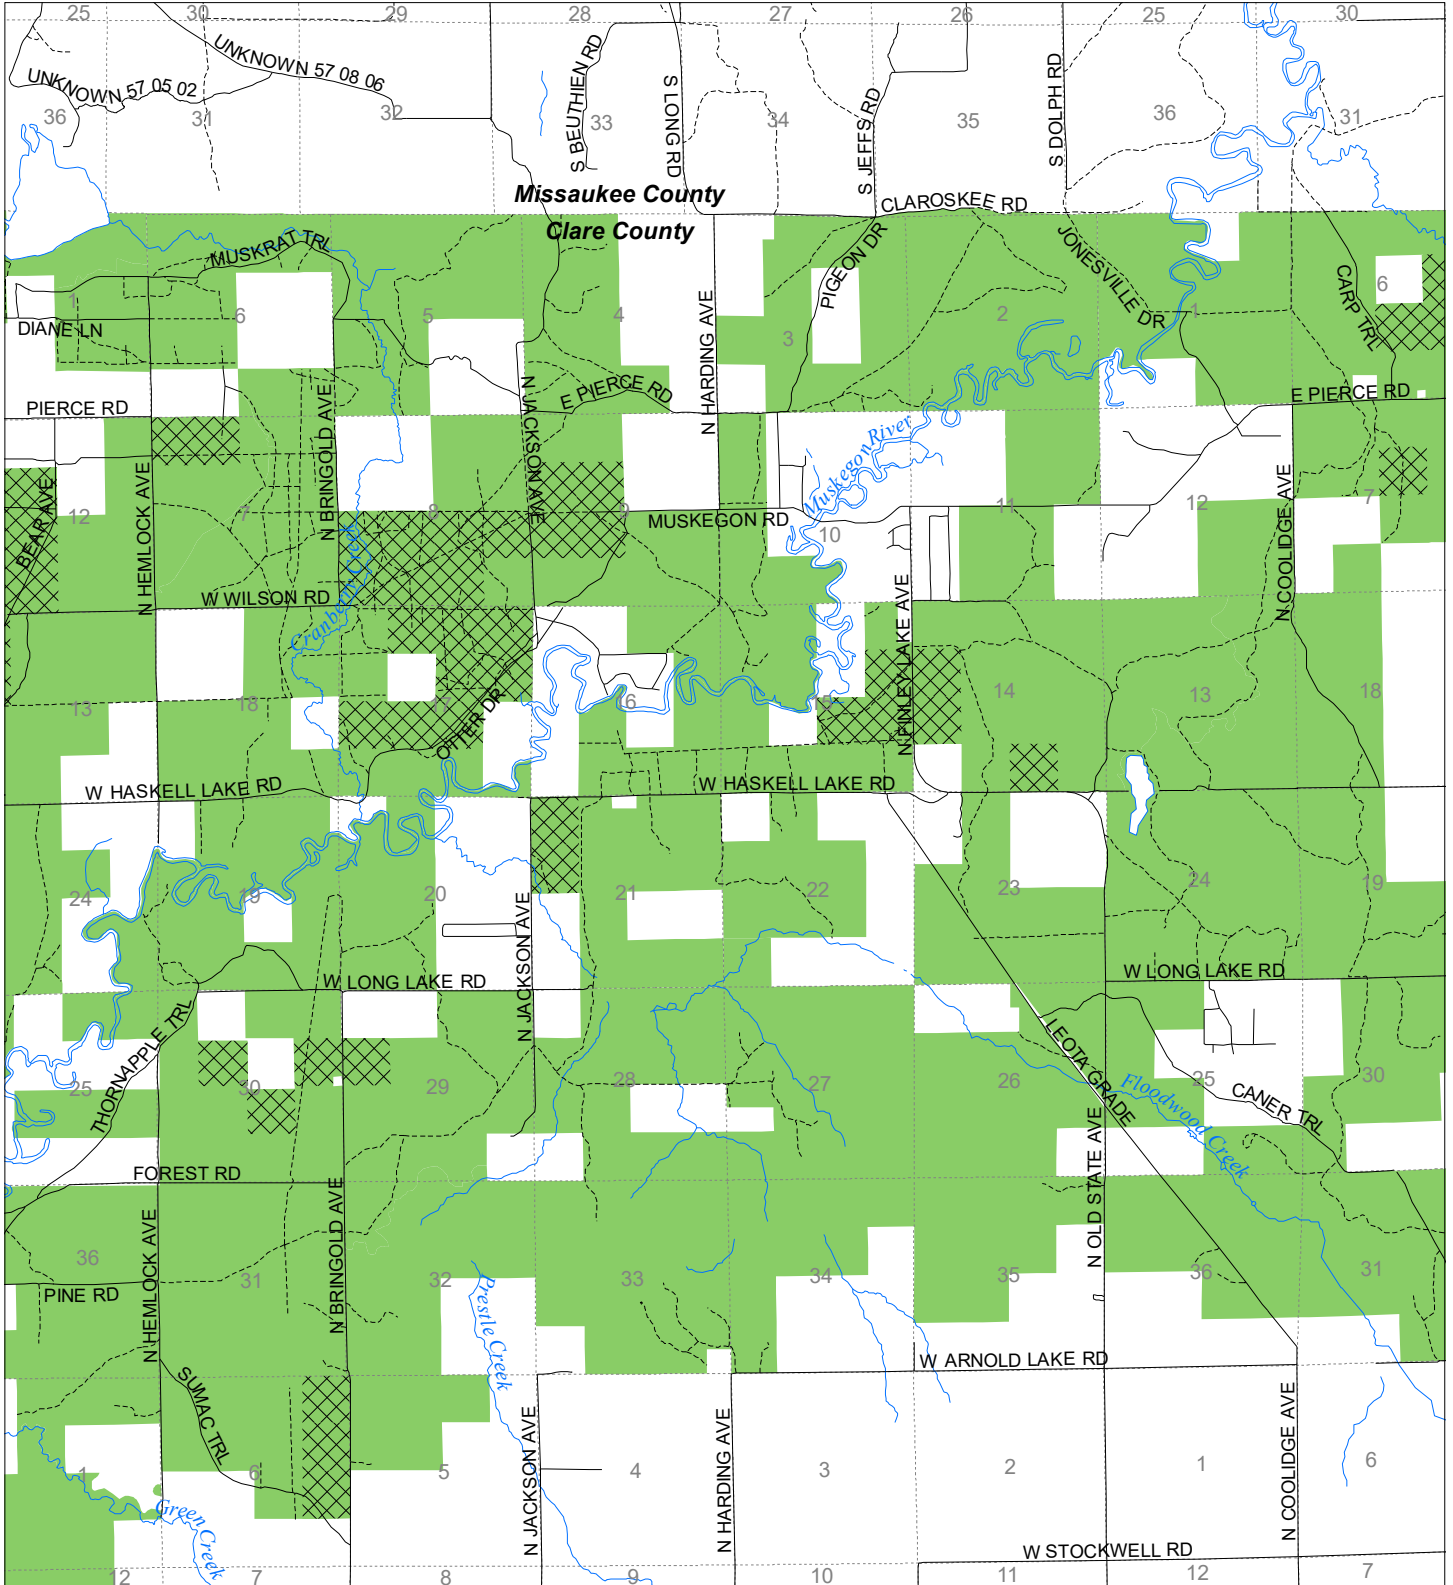 25 30 29 28 27 26 25 30
UNKNOWN 57 08 06
UNKNOWN 57 05 02
36 31 32 33 34 35 36 31
S BEUTHIEN RD
S LONG RD
S JEFFS RD
S DOLPH RD
Missaukee County
Clare County
CLAROSKEE RD
MUSKRAT TRL
PIGEON DR
JONESVILLE DR
CARP TRL
1 6 5 4 3 2 1 6
DIANE LN
N HARDING AVE
PIERCE RD
N BRINGOLD AVE
N JACKSON AVE
E PIERCE RD
E PIERCE RD
Muskegon River
BEAR AVE
N HEMLOCK AVE
N COOLIDGE AVE
12 7 8 9 10 11 12 7
MUSKEGON RD
Cranberry Creek
W WILSON RD
N FINLEY LAKE AVE
13 18 17 16 15 14 13 18
OTTER DR
W HASKELL LAKE RD
W HASKELL LAKE RD
24 19 20 21 22 23 24 19
N JACKSON AVE
W LONG LAKE RD
W LONG LAKE RD
THORNAPPLE TRL
LEOTA GRADE
25 30 29 28 27 26 25 30
Floodwood Creek
CANER TRL
FOREST RD
N OLD STATE AVE
N HEMLOCK AVE
N BRINGOLD AVE
36 31 32 33 34 35 36 31
PINE RD
Prestle Creek
W ARNOLD LAKE RD
SUMAC TRL
N JACKSON AVE
N HARDING AVE
N COOLIDGE AVE
1 6 5 4 3 2 1 6
Green Creek
W STOCKWELL RD
12 7 8 9 10 11 12 7